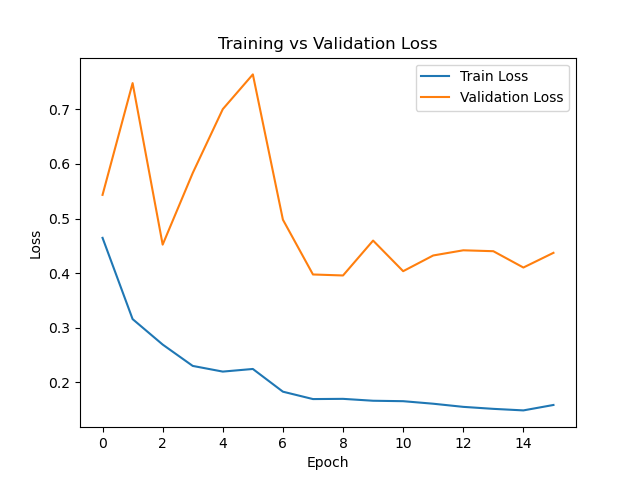 Training vs Validation Loss
Train Loss
Validation Loss
Loss
0.7
0.6
0.5
0.4
0.3
0.2
0 2 4 6 8 10 12 14
Epoch